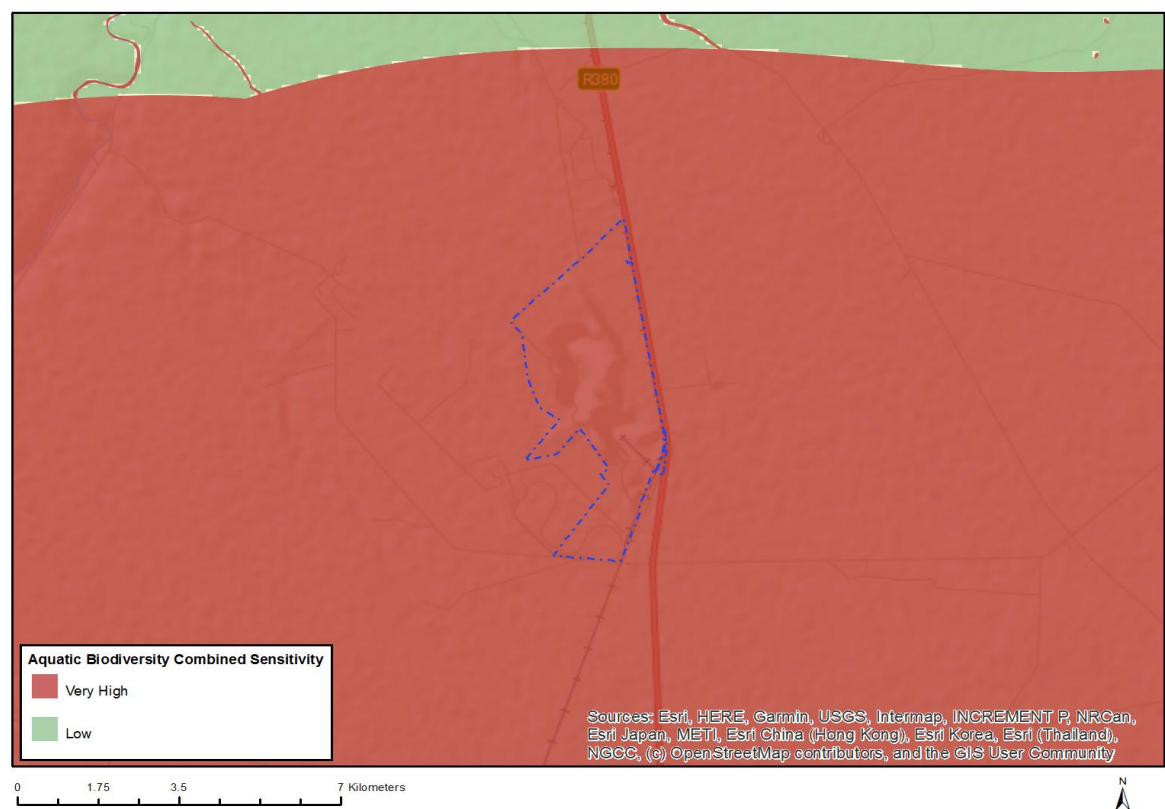 R380
Aquatic Biodiversity Combined Sensitivity
Very High
Low
Sources: Esri, HERE, Garmin, USGS, Intermap, INCREMENT P, NRCan,
Esri Japan, METI, Esri China (Hong Kong), Esri Korea, Esri (Thailand),
NGCC, (c) OpenStreetMap contributors, and the GIS User Community
0 1.75 3.5 7 Kilometers
N